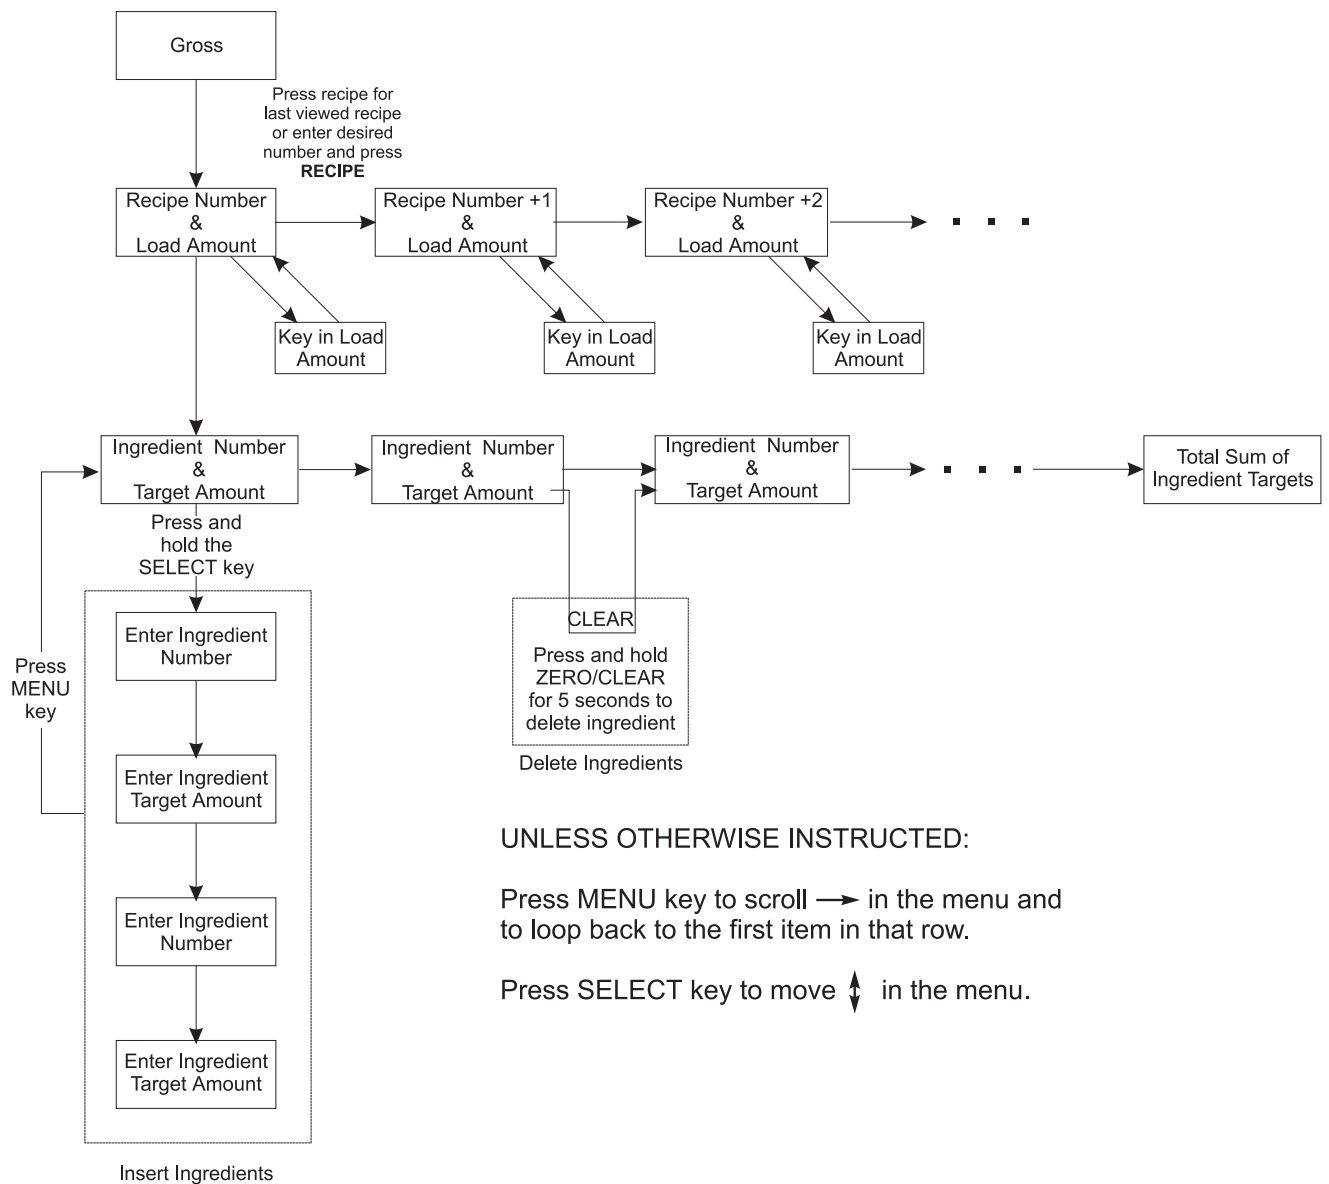 Gross
Press recipe for
last viewed recipe
or enter desired
number and press
RECIPE
Recipe Number
&
Load Amount
Recipe Number +1
&
Load Amount
Recipe Number +2
&
Load Amount
Key in Load
Amount
Key in Load
Amount
Key in Load
Amount
Ingredient Number
&
Target Amount
Ingredient Number
&
Target Amount
Ingredient Number
&
Target Amount
Total Sum of
Ingredient Targets
Press and
hold the
SELECT key
Enter Ingredient
Number
Press
MENU
key
CLEAR
Press and hold
ZERO/CLEAR
for 5 seconds to
delete ingredient
Delete Ingredients
Enter Ingredient
Target Amount
Enter Ingredient
Number
Enter Ingredient
Target Amount
Insert Ingredients
UNLESS OTHERWISE INSTRUCTED:
Press MENU key to scroll → in the menu and
to loop back to the first item in that row.
Press SELECT key to move ↕ in the menu.